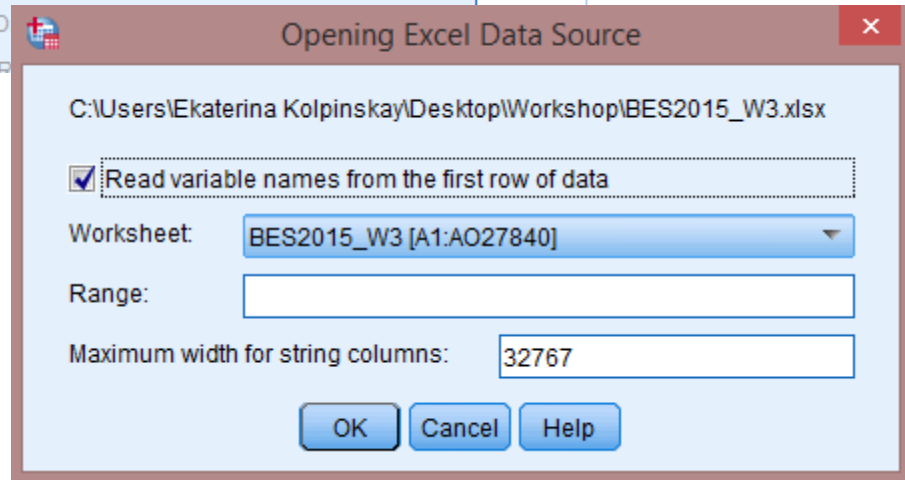 Opening Excel Data Source
C:\Users\Ekaterina Kolpinskay\Desktop\Workshop\BES2015_W3.xlsx
Read variable names from the first row of data
Worksheet: BES2015_W3 [A1:AO27840]
Range:
Maximum width for string columns: 32767
OK Cancel Help